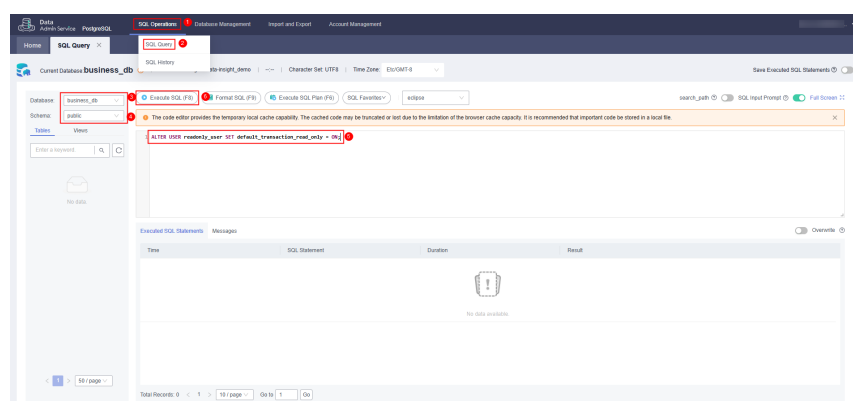 Data
Admin Service PostgreSQL
SQL Operations 1 Database Management Import and Export Account Management
Home SQL Query ×
SQL Query 2
SQL History
Current Database: business_db
ata-insight_demo | --:-- | Character Set: UTF8 | Time Zone: Etc/GMT-8
Save Executed SQL Statements
Database: business_db
Schema: public
3 Execute SQL (F8) 6 Format SQL (F9) Execute SQL Plan (F6) SQL Favorites eclipse
search_path SQL Input Prompt Full Screen
4 The code editor provides the temporary local cache capability. The cached code may be truncated or lost due to the limitation of the browser cache capacity. It is recommended that important code be stored in a local file. ×
Tables Views
Enter a keyword.
No data.
1 ALTER USER readonly_user SET default_transaction_read_only = ON; 5
Executed SQL Statements Messages
Overwrite
Time SQL Statement Duration Result
No data available.
< 1 > 50 / page
Total Records: 0 < 1 > 10 / page Go to 1 Go